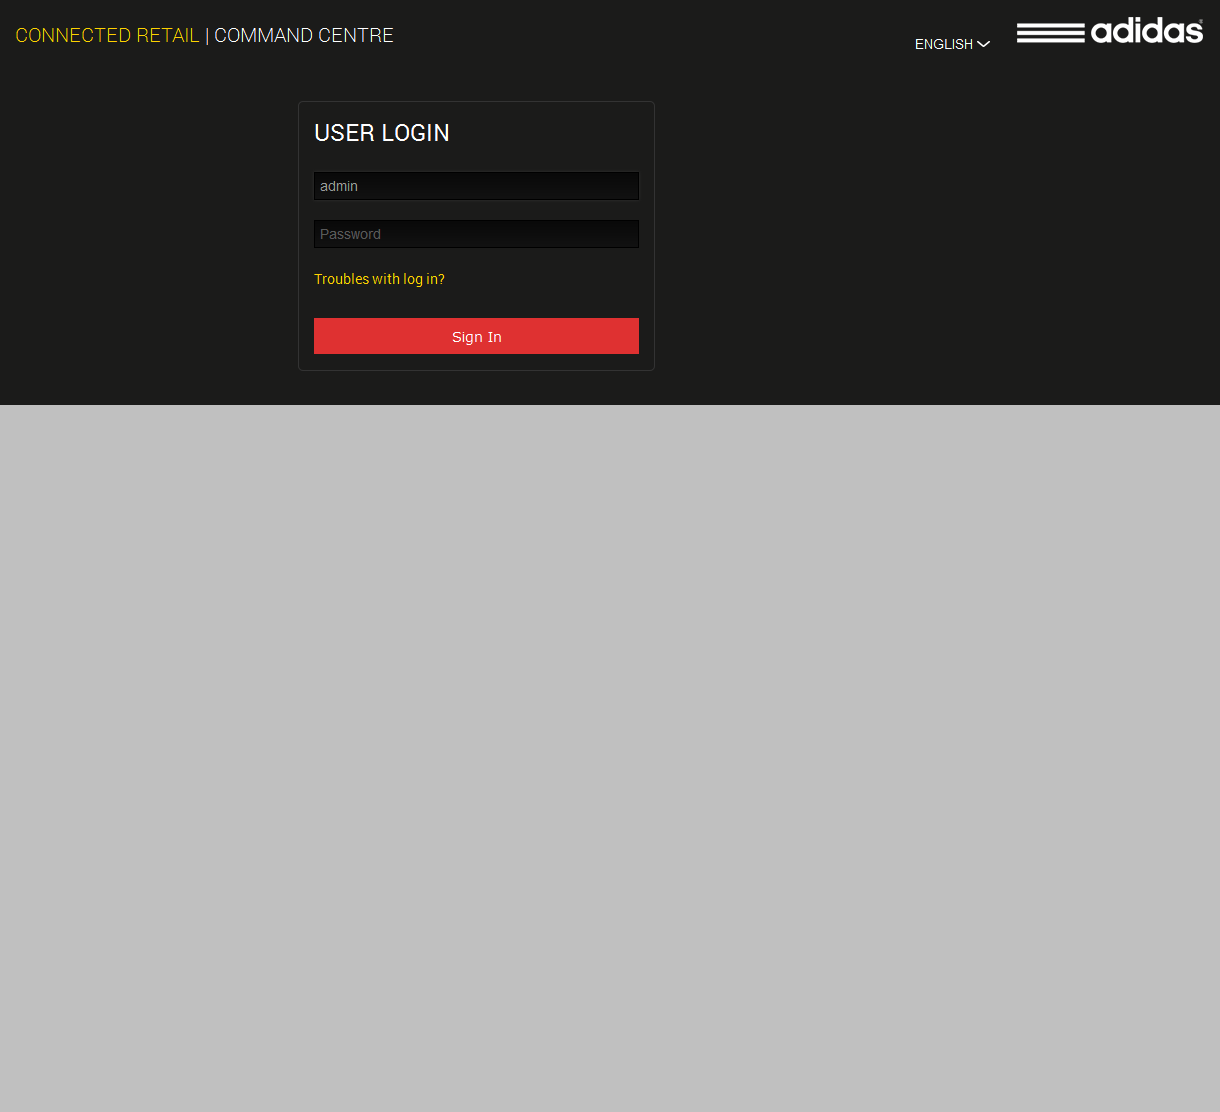 CONNECTED RETAIL | COMMAND CENTRE
ENGLISH
adidas
USER LOGIN
admin
Password
Troubles with log in?
Sign In